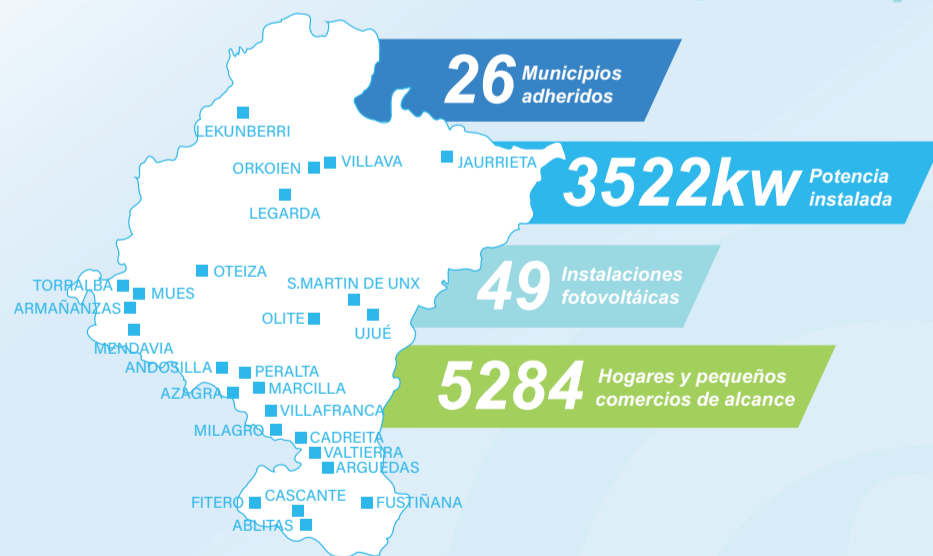 26 Municipios
adheridos
LEKUNBERRI
ORKOIEN
VILLAVA
JAURRIETA
3522kw Potencia
instalada
LEGARDA
OTEIZA
TORRALBA
MUES
S.MARTIN DE UNX
49 Instalaciones
fotovoltáicas
ARMAÑANZAS
OLITE
UJUÉ
MENDAVIA
ANDOSILLA
PERALTA
5284 Hogares y pequeños
comercios de alcance
AZAGRA
MARCILLA
VILLAFRANCA
MILAGRO
CADREITA
VALTIERRA
ARGUEDAS
FITERO
CASCANTE
FUSTIÑANA
ABLITAS